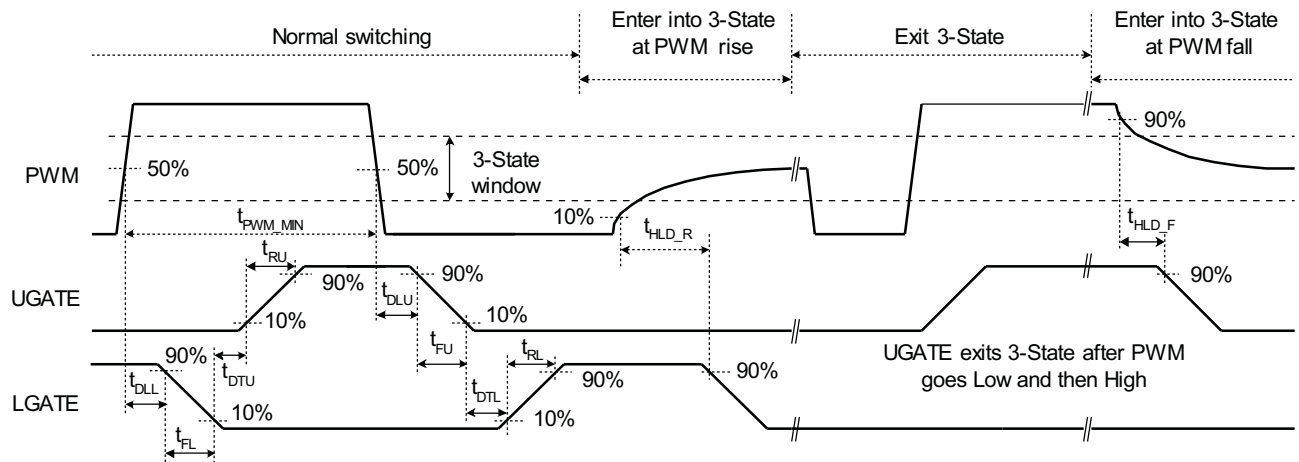 Normal switching
Enter into 3-State
at PWM rise
Exit 3-State
Enter into 3-State
at PWM fall
PWM
50%
50%
3-State
window
10%
90%
tPWM_MIN
tHLD_R
tHLD_F
tRU
UGATE
90%
90%
90%
tDLU
10%
10%
tFU
tRL
LGATE
90%
tDTU
tDLL
10%
tFL
tDTL
90%
10%
90%
UGATE exits 3-State after PWM
goes Low and then High